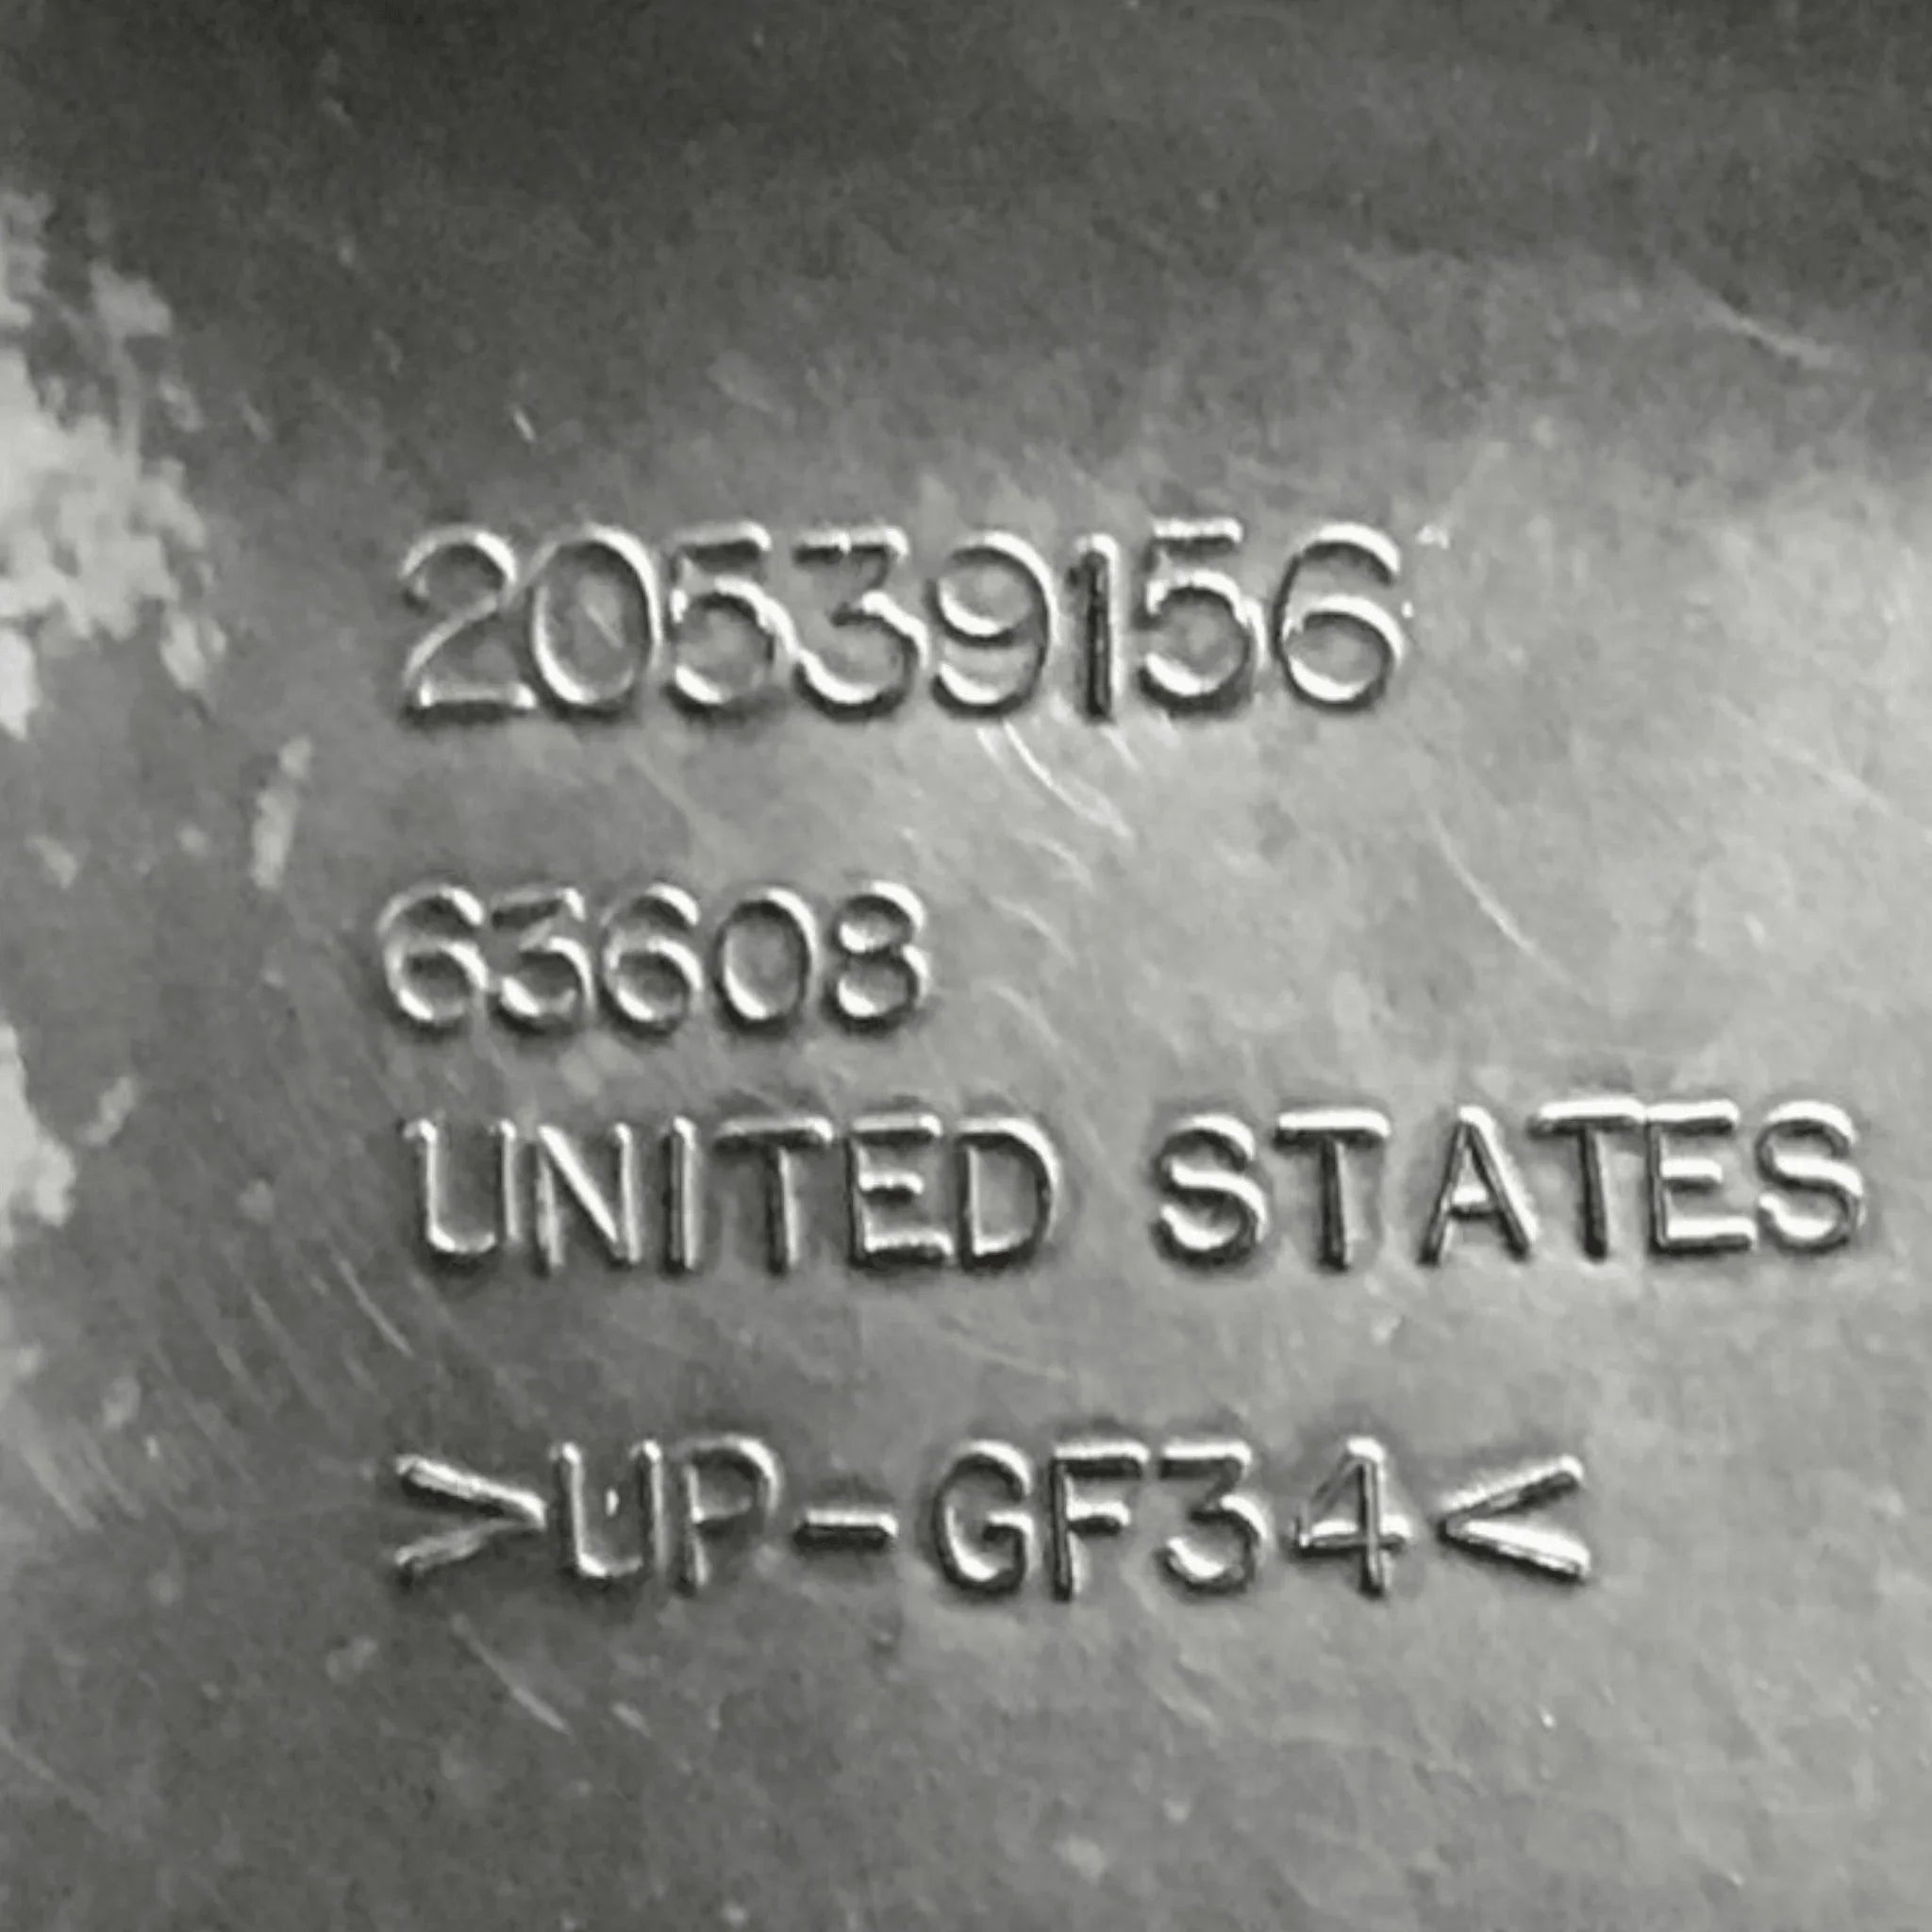 20539156
63608
UNITED STATES
>UP-GF34<